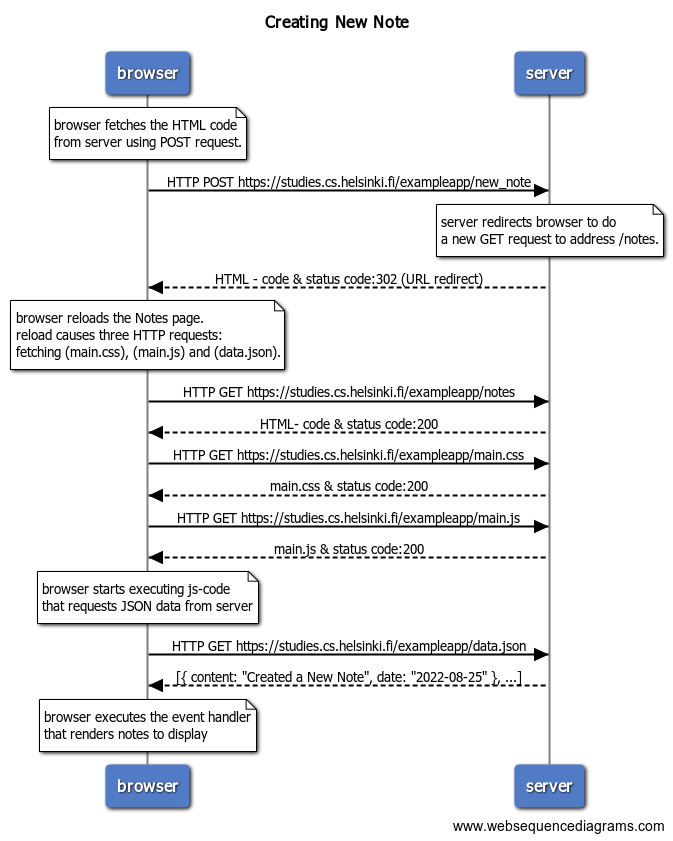 Creating New Note
browser
server
browser fetches the HTML code
from server using POST request.
HTTP POST https://studies.cs.helsinki.fi/exampleapp/new_note
server redirects browser to do
a new GET request to address /notes.
HTML - code & status code:302 (URL redirect)
browser reloads the Notes page.
reload causes three HTTP requests:
fetching (main.css), (main.js) and (data.json).
HTTP GET https://studies.cs.helsinki.fi/exampleapp/notes
HTML- code & status code:200
HTTP GET https://studies.cs.helsinki.fi/exampleapp/main.css
main.css & status code:200
HTTP GET https://studies.cs.helsinki.fi/exampleapp/main.js
main.js & status code:200
browser starts executing js-code
that requests JSON data from server
HTTP GET https://studies.cs.helsinki.fi/exampleapp/data.json
[{ content: "Created a New Note", date: "2022-08-25" }, ...]
browser executes the event handler
that renders notes to display
browser
server
www.websequencediagrams.com